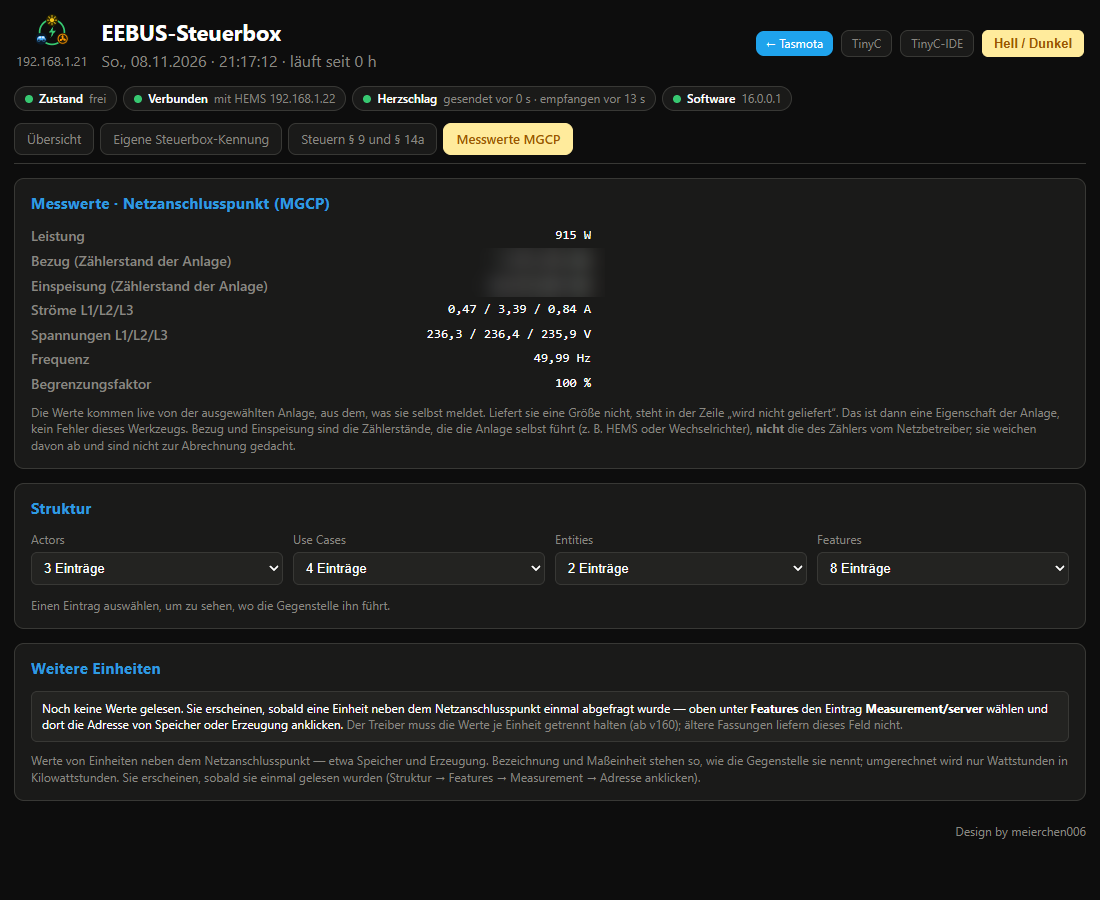 EEBUS-Steuerbox
192.168.1.21 So., 08.11.2026 · 21:17:12 · läuft seit 0 h
← Tasmota TinyC TinyC-IDE Hell / Dunkel
Zustand frei Verbunden mit HEMS 192.168.1.22 Herzschlag gesendet vor 0 s · empfangen vor 13 s Software 16.0.0.1
Übersicht Eigene Steuerbox-Kennung Steuern § 9 und § 14a Messwerte MGCP
Messwerte · Netzanschlusspunkt (MGCP)
Leistung 915 W
Bezug (Zählerstand der Anlage)
Einspeisung (Zählerstand der Anlage)
Ströme L1/L2/L3 0,47 / 3,39 / 0,84 A
Spannungen L1/L2/L3 236,3 / 236,4 / 235,9 V
Frequenz 49,99 Hz
Begrenzungsfaktor 100 %
Die Werte kommen live von der ausgewählten Anlage, aus dem, was sie selbst meldet. Liefert sie eine Größe nicht, steht in der Zeile „wird nicht geliefert“. Das ist dann eine Eigenschaft der Anlage,
kein Fehler dieses Werkzeugs. Bezug und Einspeisung sind die Zählerstände, die die Anlage selbst führt (z. B. HEMS oder Wechselrichter), nicht die des Zählers vom Netzbetreiber; sie weichen
davon ab und sind nicht zur Abrechnung gedacht.
Struktur
Actors Use Cases Entities Features
3 Einträge 4 Einträge 2 Einträge 8 Einträge
Einen Eintrag auswählen, um zu sehen, wo die Gegenstelle ihn führt.
Weitere Einheiten
Noch keine Werte gelesen. Sie erscheinen, sobald eine Einheit neben dem Netzanschlusspunkt einmal abgefragt wurde — oben unter Features den Eintrag Measurement/server wählen und
dort die Adresse von Speicher oder Erzeugung anklicken. Der Treiber muss die Werte je Einheit getrennt halten (ab v160); ältere Fassungen liefern dieses Feld nicht.
Werte von Einheiten neben dem Netzanschlusspunkt — etwa Speicher und Erzeugung. Bezeichnung und Maßeinheit stehen so, wie die Gegenstelle sie nennt; umgerechnet wird nur Wattstunden in
Kilowattstunden. Sie erscheinen, sobald sie einmal gelesen wurden (Struktur → Features → Measurement → Adresse anklicken).
Design by meierchen006